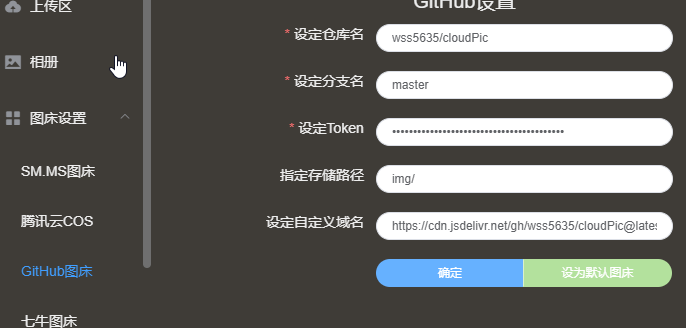 GitHub设置
上传区
相册
图床设置
SM.MS图床
腾讯云COS
GitHub图床
七牛图床
* 设定仓库名
wss5635/cloudPic
* 设定分支名
master
* 设定Token
指定存储路径
img/
设定自定义域名
https://cdn.jsdelivr.net/gh/wss5635/cloudPic@lates
确定
设为默认图床